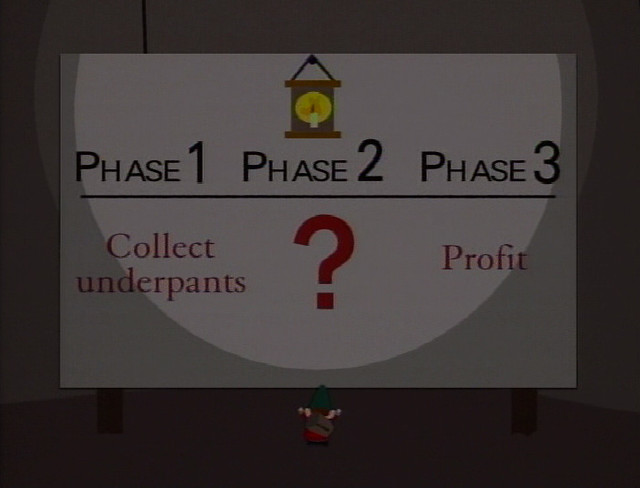 PHASE 1 PHASE 2 PHASE 3
Collect
underpants
?
Profit